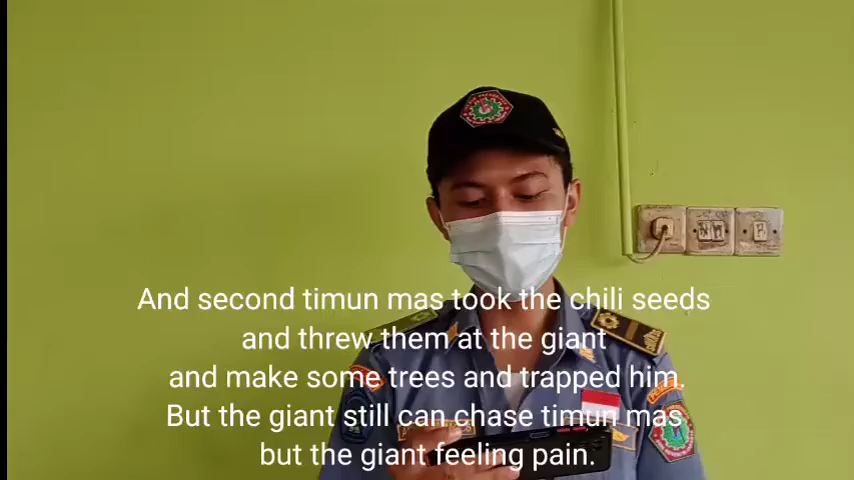 And second timun mas took the chili seeds
and threw them at the giant
and make some trees and trapped him.
But the giant still can chase timun mas
but the giant feeling pain.